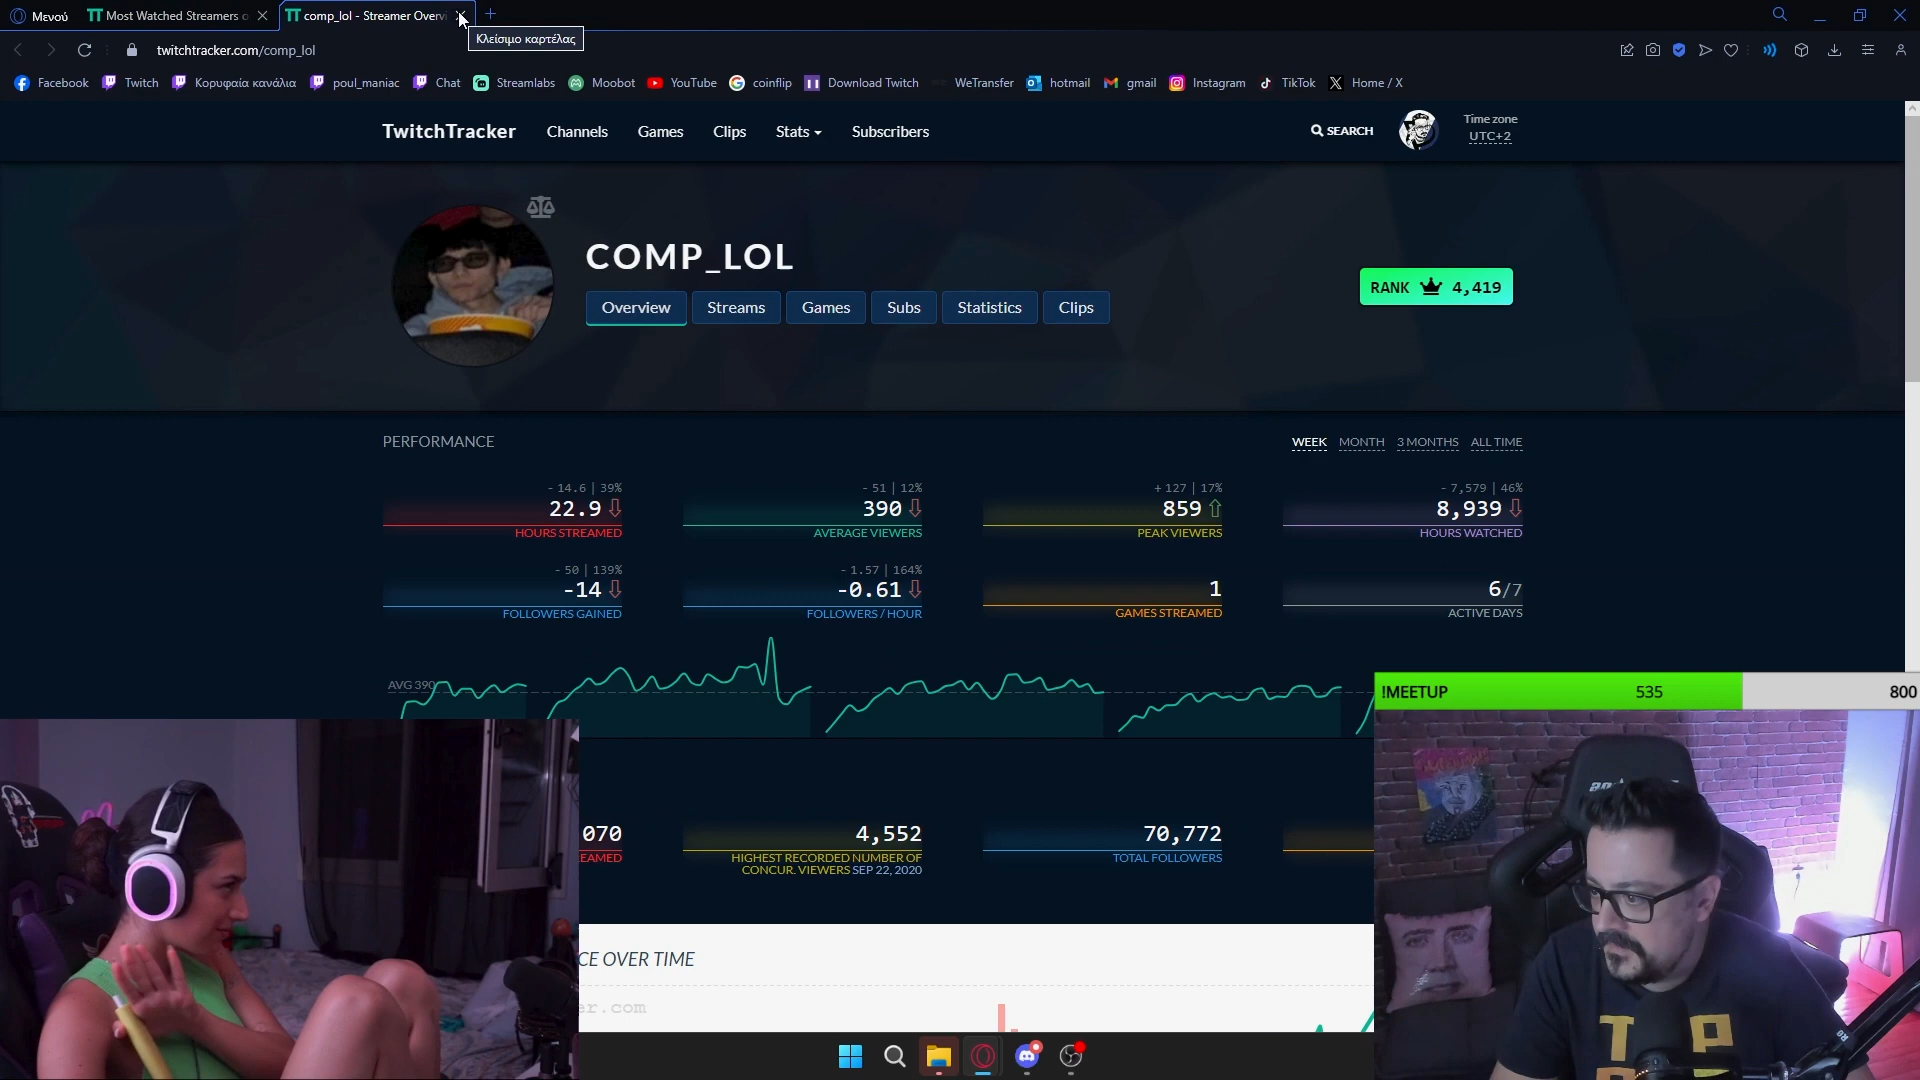 Μενού
Most Watched Streamers o
comp_lol - Streamer Overvi
Κλείσιμο καρτέλας
twitchtracker.com/comp_lol
Facebook
Twitch
Κορυφαία κανάλια
poul_maniac
Chat
Streamlabs
Moobot
YouTube
coinflip
Download Twitch
WeTransfer
hotmail
gmail
Instagram
TikTok
Home / X
TwitchTracker
Channels
Games
Clips
Stats
Subscribers
SEARCH
Time zone
UTC+2
COMP_LOL
Overview
Streams
Games
Subs
Statistics
Clips
RANK 4,419
PERFORMANCE
WEEK
MONTH
3 MONTHS
ALL TIME
- 14.6 | 39%
22.9
HOURS STREAMED
- 51 | 12%
390
AVERAGE VIEWERS
+ 127 | 17%
859
PEAK VIEWERS
- 7,579 | 46%
8,939
HOURS WATCHED
- 50 | 139%
-14
FOLLOWERS GAINED
- 1.57 | 164%
-0.61
FOLLOWERS / HOUR
1
GAMES STREAMED
6/7
ACTIVE DAYS
AVG 390
!MEETUP
535
800
070
EAMED
4,552
HIGHEST RECORDED NUMBER OF
CONCUR. VIEWERS SEP 22, 2020
70,772
TOTAL FOLLOWERS
CE OVER TIME
er.com